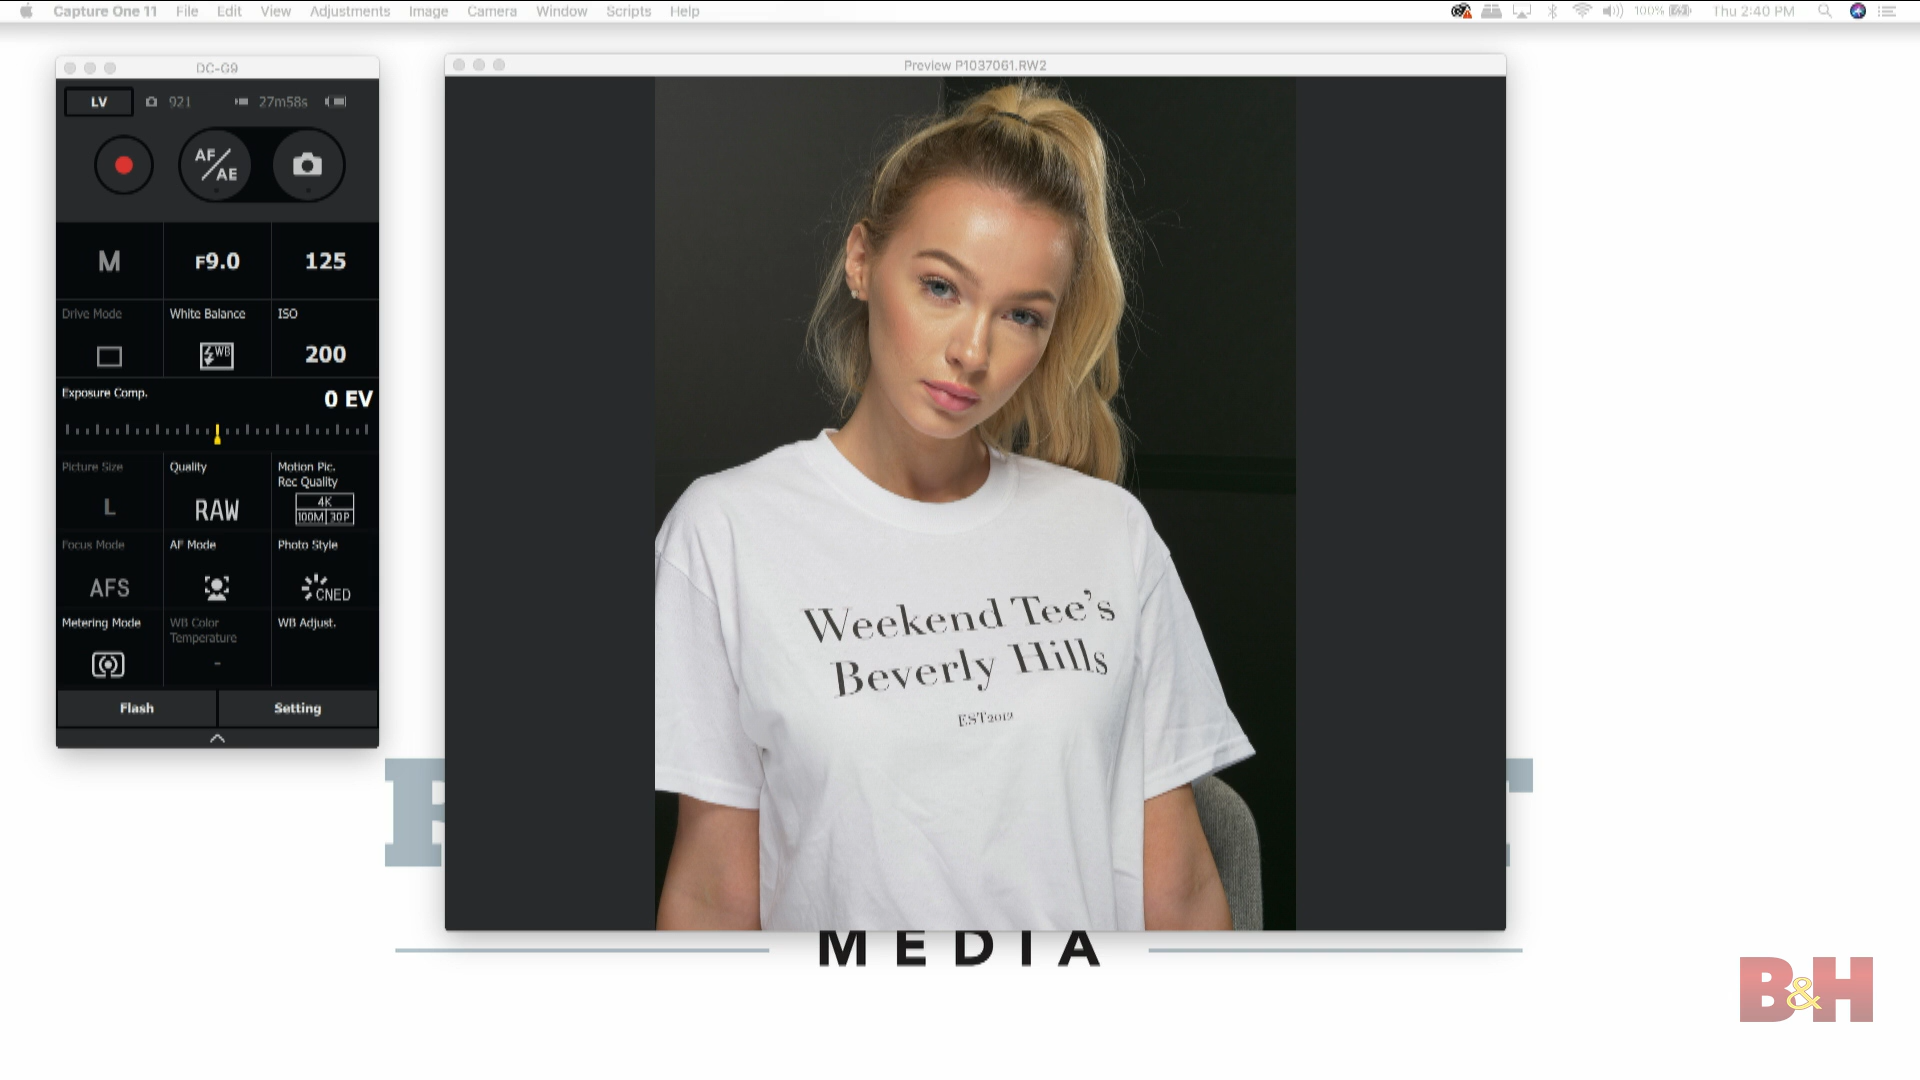 Capture One 11 File Edit View Adjustments Image Camera Window Scripts Help 100% Thu 2:40 PM
DC-G9
LV 921 27m58s
AF/AE
M F9.0 125
Drive Mode White Balance ISO
WB 200
Exposure Comp.
0 EV
Picture Size Quality Motion Pic. Rec Quality
L RAW 4K 100M 30P
Focus Mode AF Mode Photo Style
AFS CNED
Metering Mode WB Color Temperature WB Adjust.
-
Flash Setting
Preview P1037061.RW2
Weekend Tee's
Beverly Hills
EST2012
MEDIA
B&H